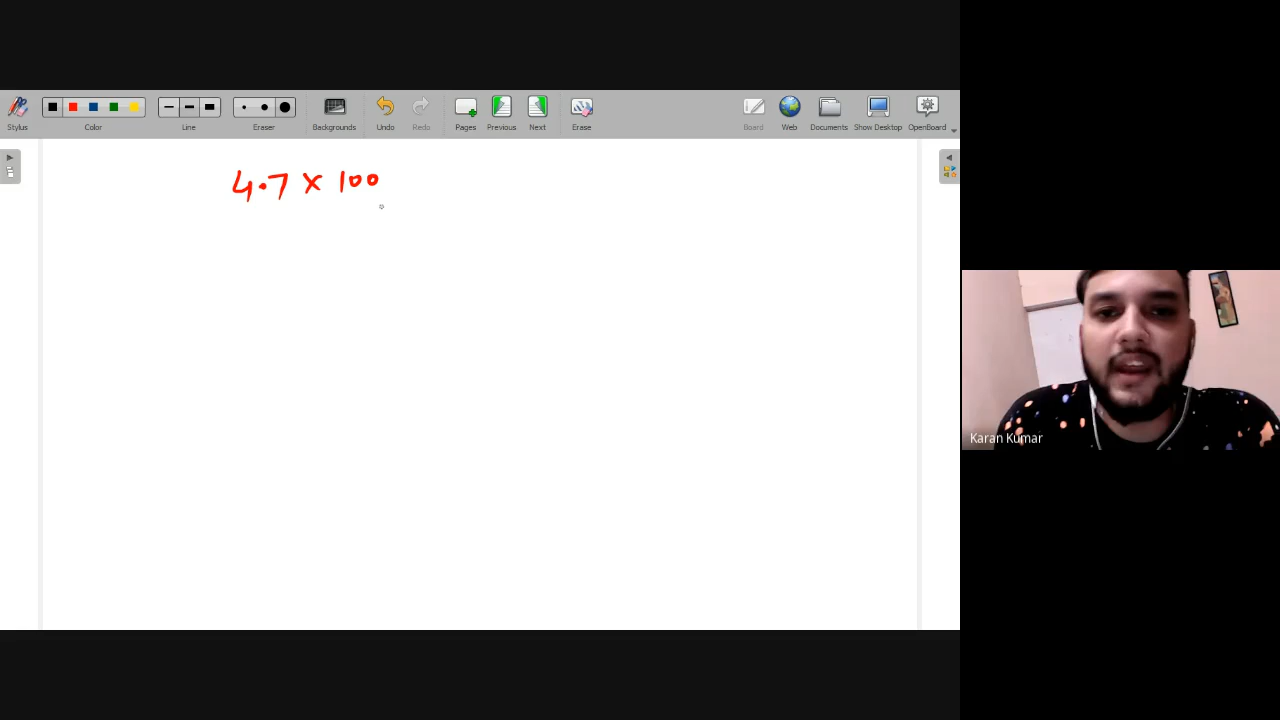 Stylus Color Line Eraser Backgrounds Undo Redo Pages Previous Next Erase Board Web Documents Show Desktop OpenBoard
4.7 x 100
Karan Kumar